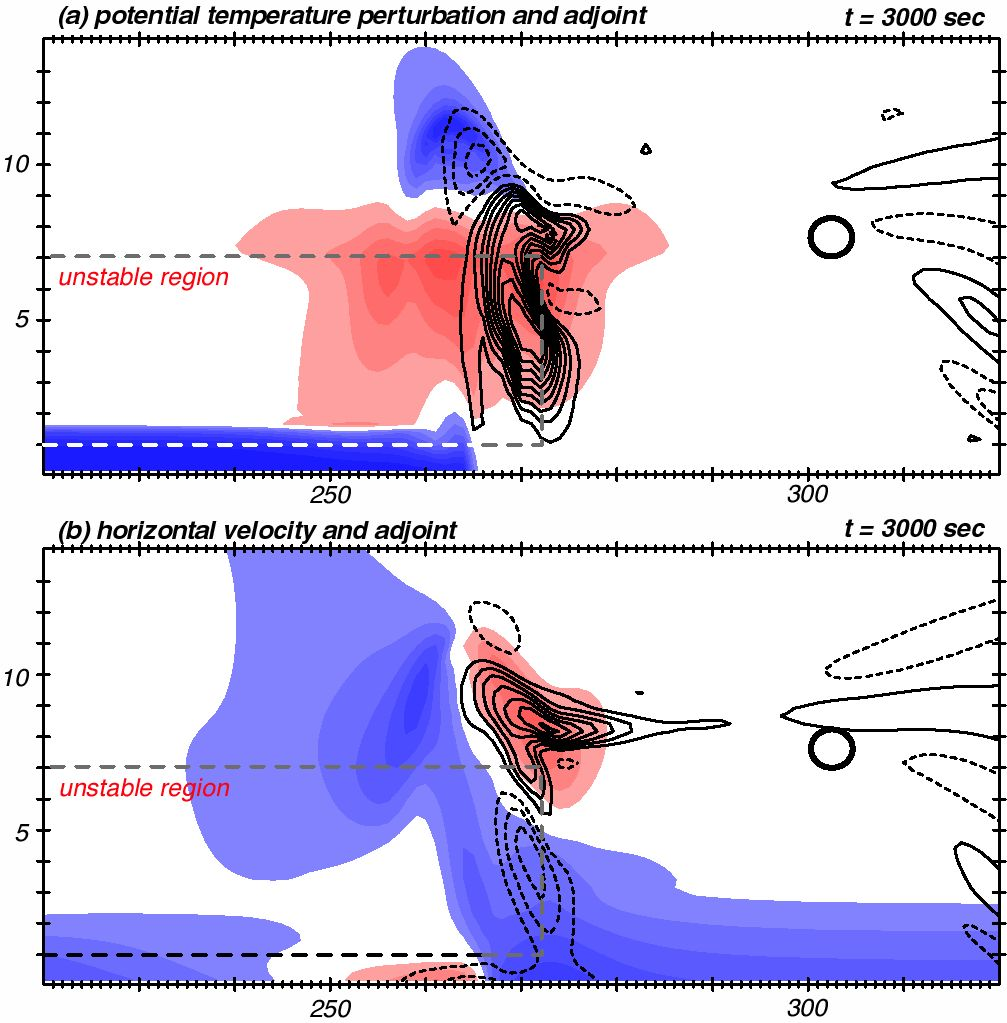 (a) potential temperature perturbation and adjoint t = 3000 sec
10
unstable region
5
250 300
(b) horizontal velocity and adjoint t = 3000 sec
10
unstable region
5
250 300